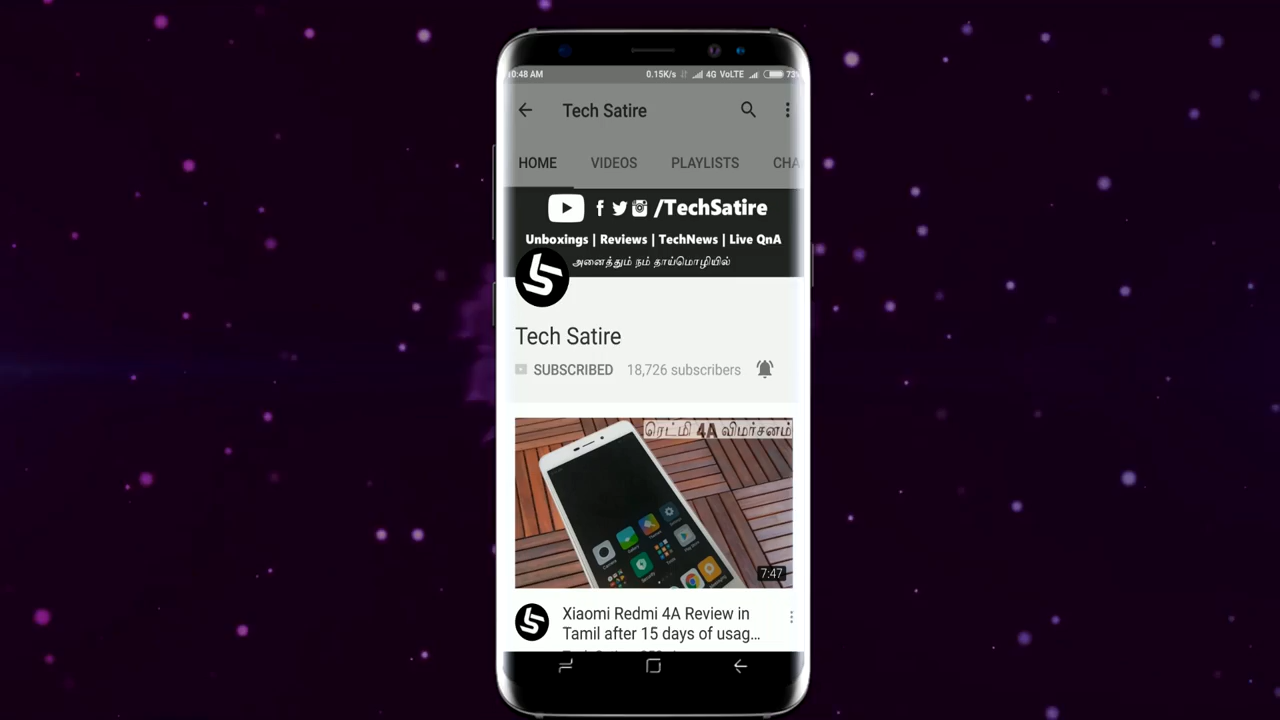 10:48 AM 0.15K/s 4G VoLTE 73%
Tech Satire
HOME VIDEOS PLAYLISTS CHA
/TechSatire
Unboxings | Reviews | TechNews | Live QnA
அனைத்தும் நம் தாய்மொழியில்
Tech Satire
SUBSCRIBED 18,726 subscribers
ரெட்மி 4A விமர்சனம்
7:47
Xiaomi Redmi 4A Review in
Tamil after 15 days of usag...